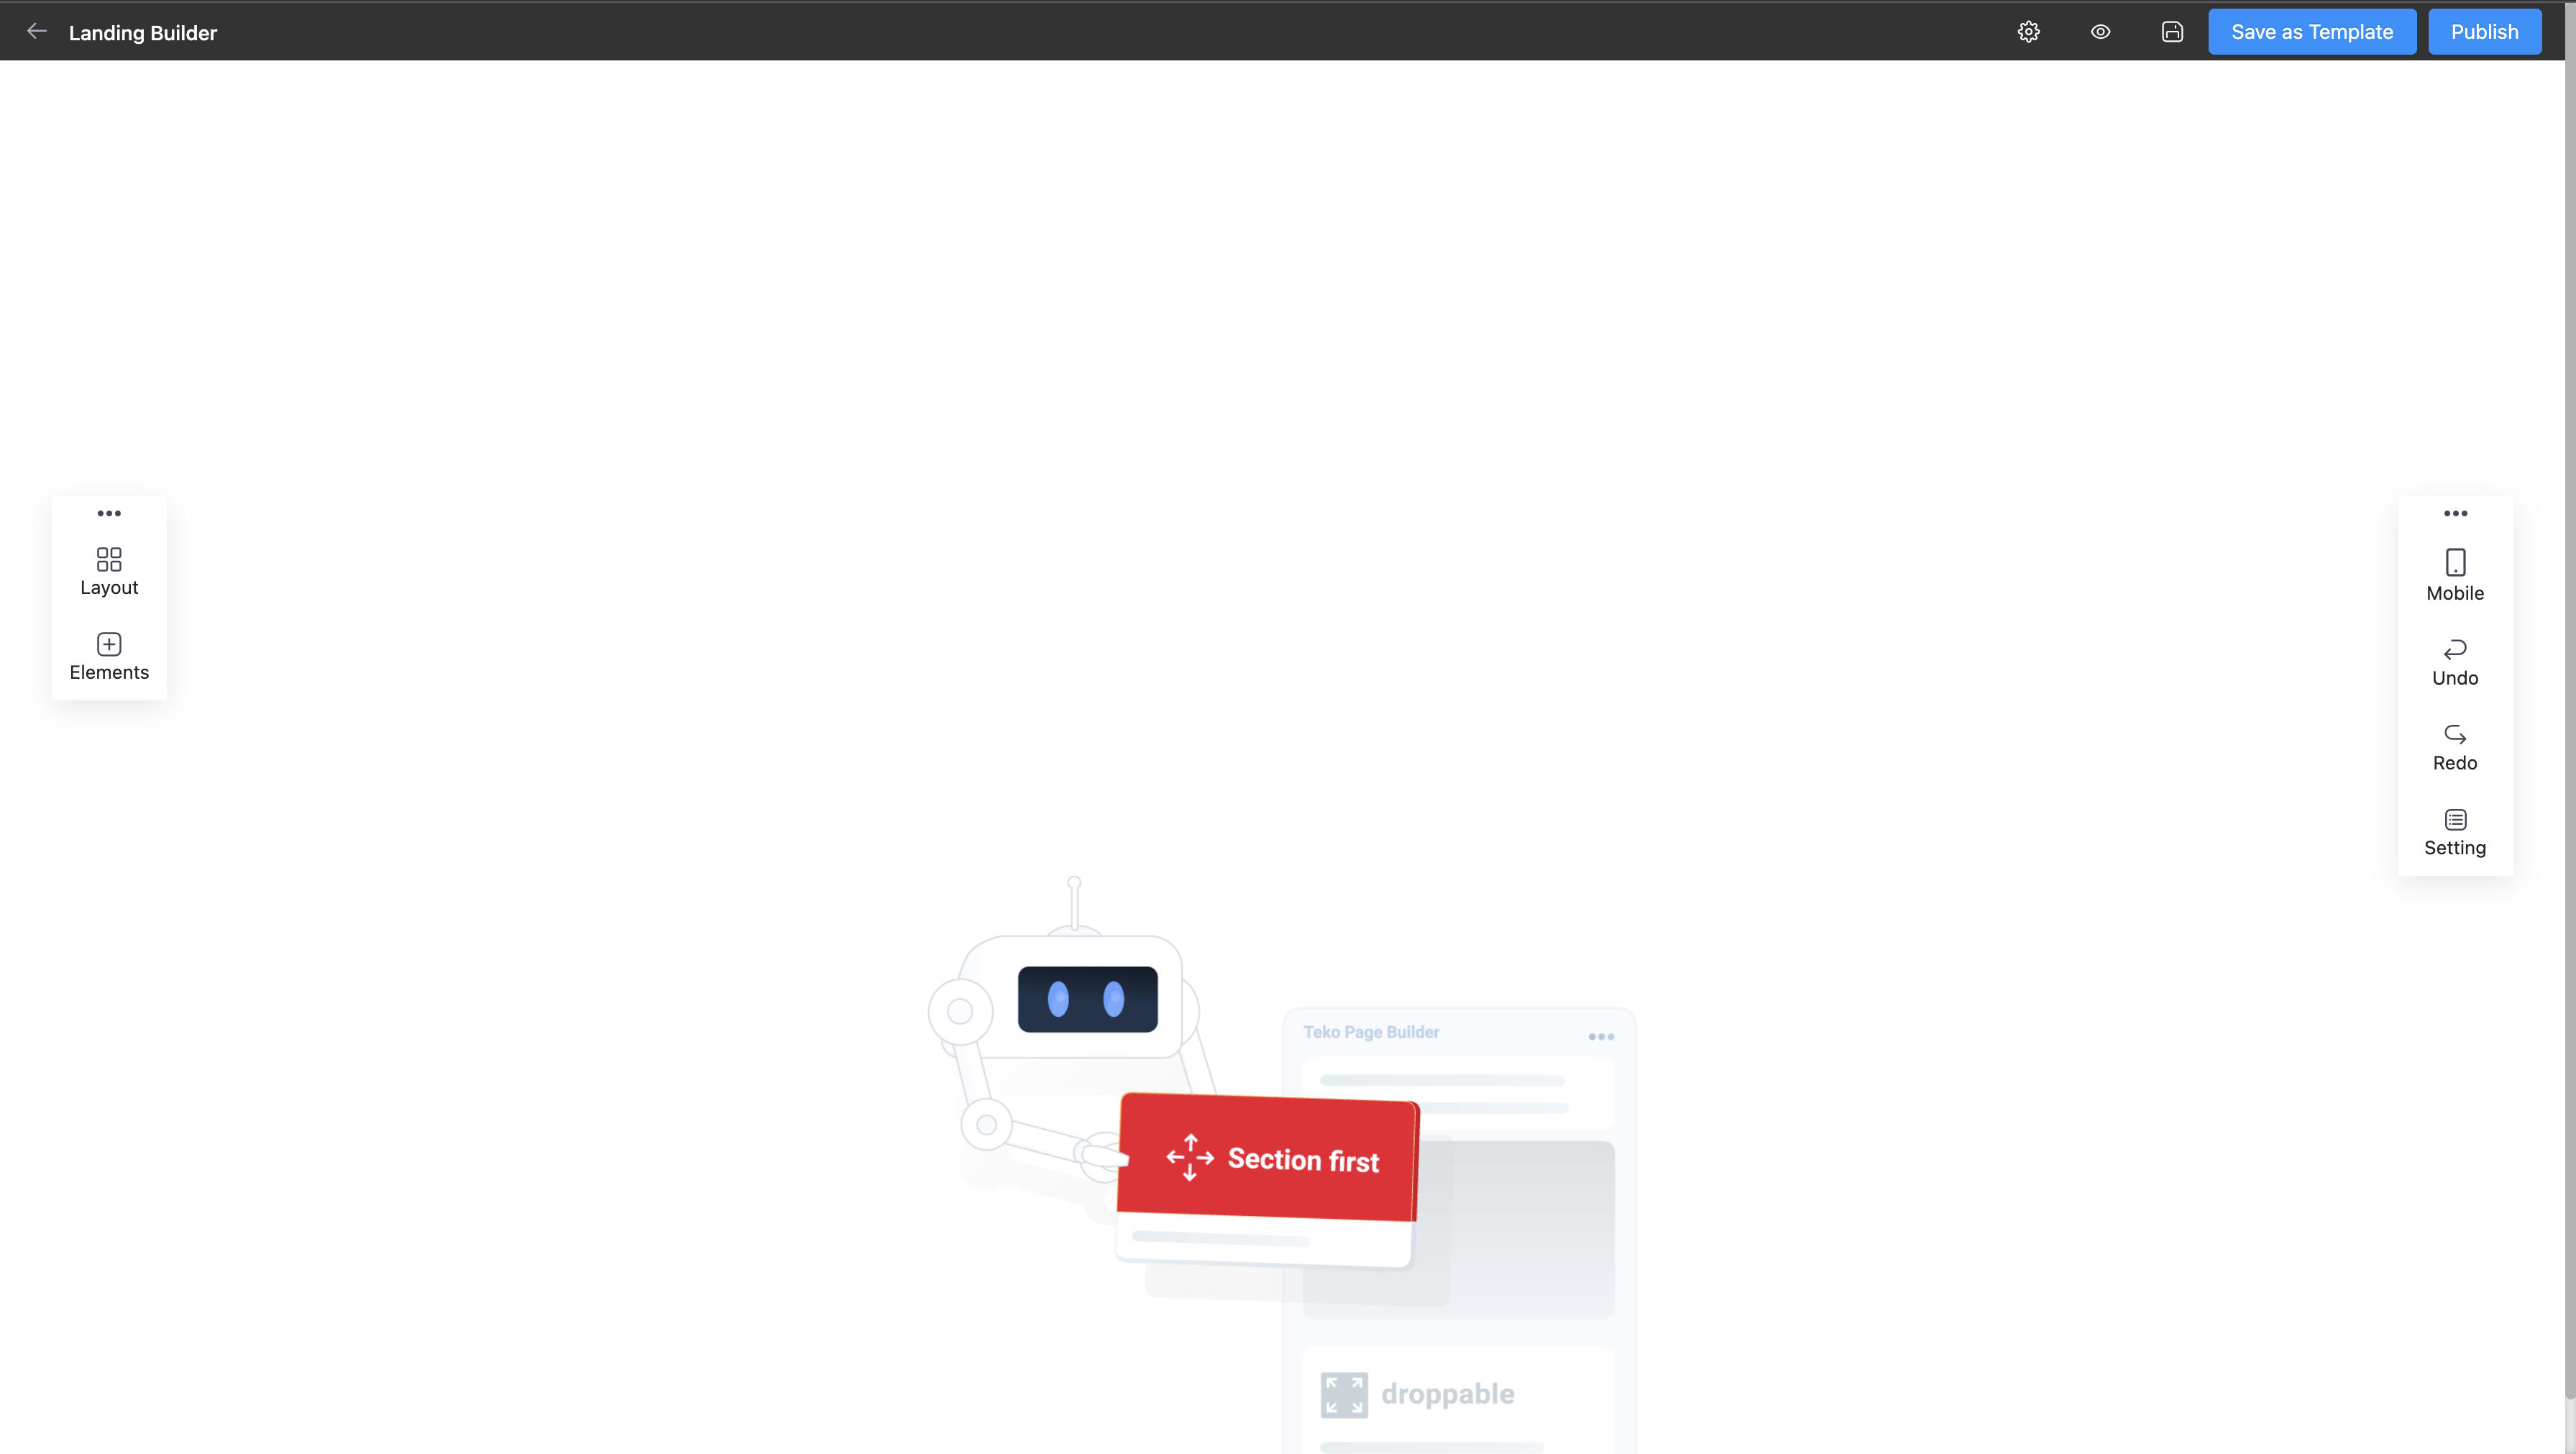 Landing Builder
Save as Template
Publish
Layout
Elements
Mobile
Undo
Redo
Setting
Teko Page Builder
Section first
droppable